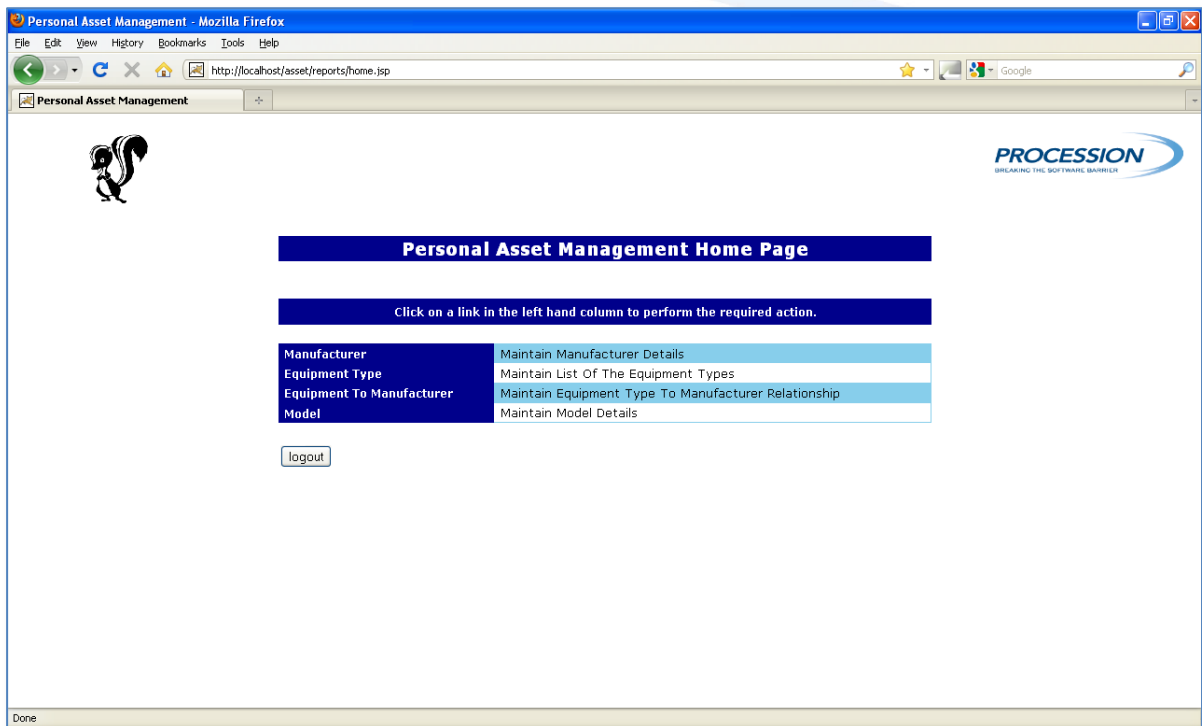 Personal Asset Management - Mozilla Firefox
File Edit View History Bookmarks Tools Help
http://localhost/asset/reports/home.jsp
Google
Personal Asset Management
PROCESSION
BREAKING THE SOFTWARE BARRIER
Personal Asset Management Home Page
Click on a link in the left hand column to perform the required action.
Manufacturer Maintain Manufacturer Details
Equipment Type Maintain List Of The Equipment Types
Equipment To Manufacturer Maintain Equipment Type To Manufacturer Relationship
Model Maintain Model Details
logout
Done